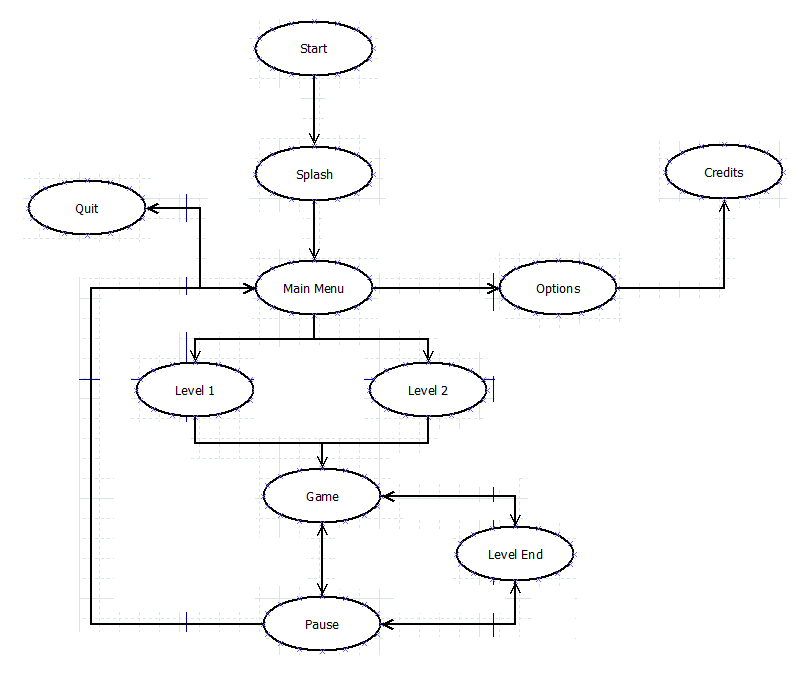 Start
Splash
Credits
Quit
Main Menu
Options
Level 1
Level 2
Game
Level End
Pause